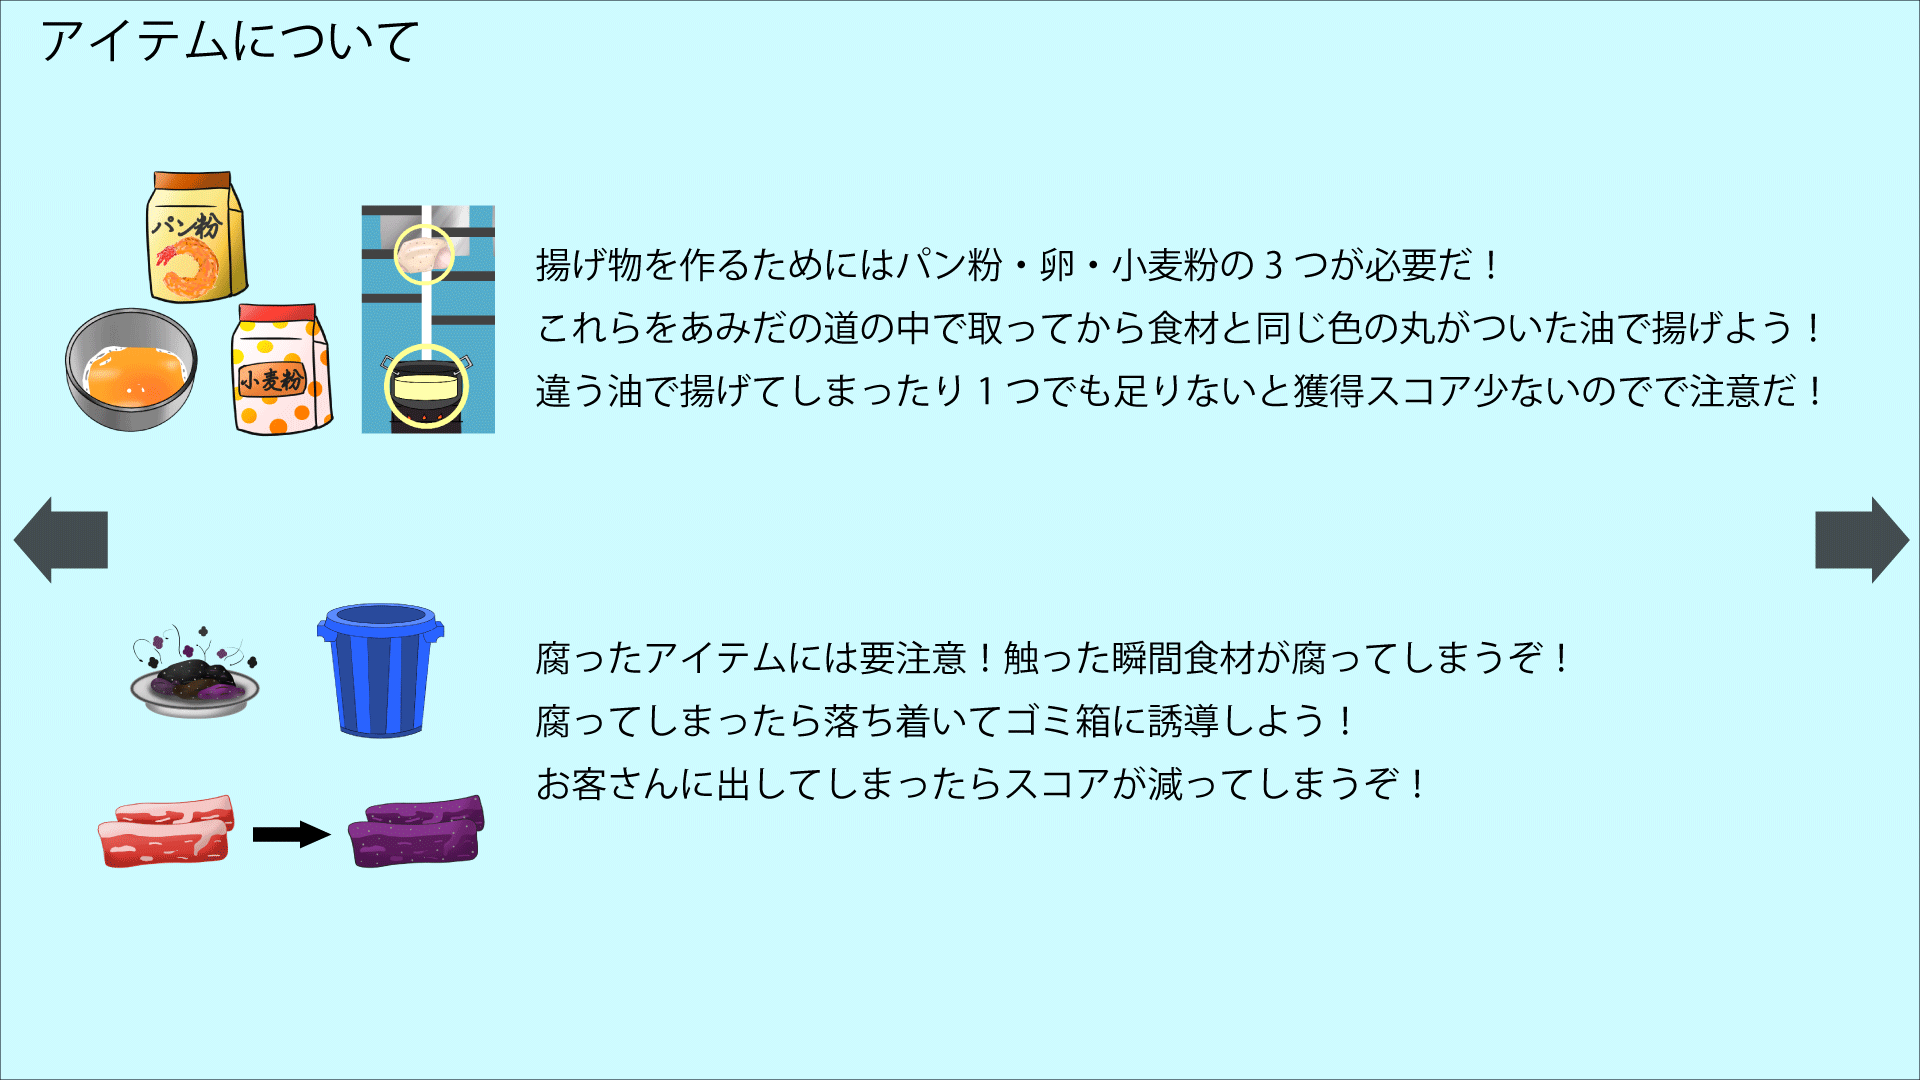 アイテムについて
パン粉
小麦粉
揚げ物を作るためにはパン粉・卵・小麦粉の3つが必要だ！
これらをあみだの道の中で取ってから食材と同じ色の丸がついた油で揚げよう！
違う油で揚げてしまったり1つでも足りないと獲得スコア少ないのでで注意だ！
腐ったアイテムには要注意！触った瞬間食材が腐ってしまうぞ！
腐ってしまったら落ち着いてゴミ箱に誘導しよう！
お客さんに出してしまったらスコアが減ってしまうぞ！